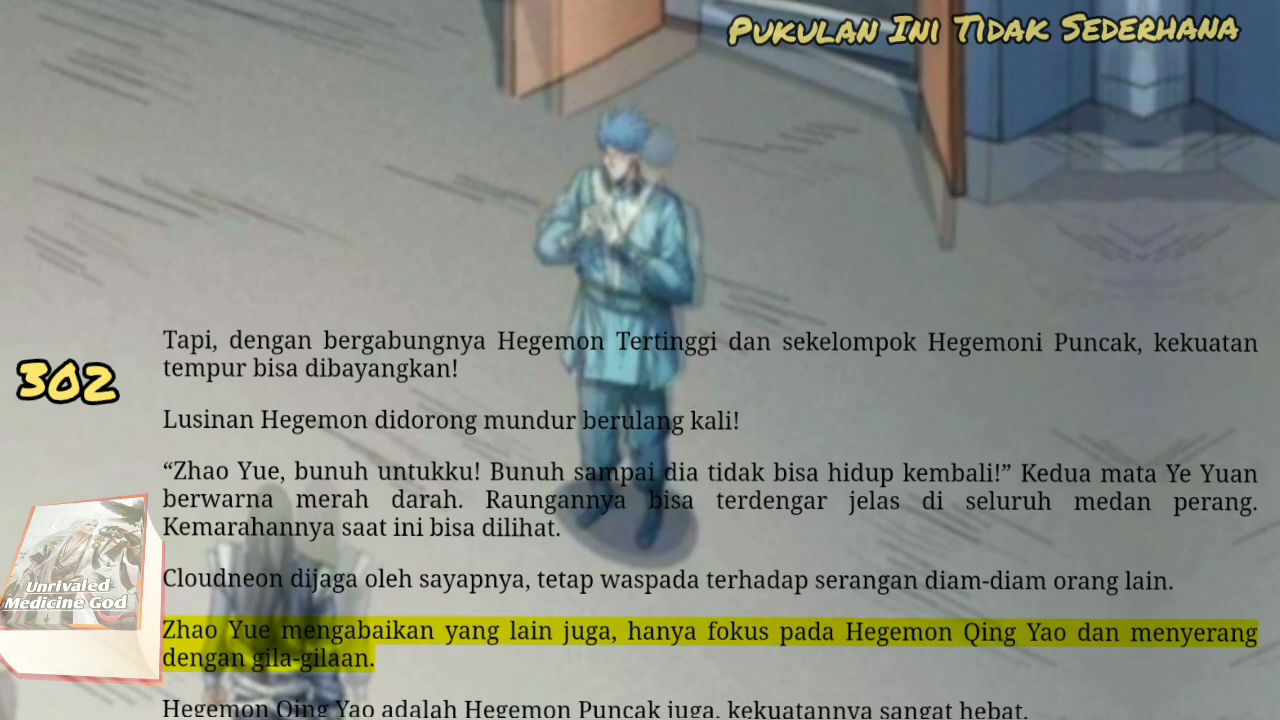 Pukulan Ini Tidak Sederhana
Tapi, dengan bergabungnya Hegemon Tertinggi dan sekelompok Hegemoni Puncak, kekuatan
tempur bisa dibayangkan!
302
Lusinan Hegemon didorong mundur berulang kali!
“Zhao Yue, bunuh untukku! Bunuh sampai dia tidak bisa hidup kembali!” Kedua mata Ye Yuan
berwarna merah darah. Raungannya bisa terdengar jelas di seluruh medan perang.
Kemarahannya saat ini bisa dilihat.
Cloudneon dijaga oleh sayapnya, tetap waspada terhadap serangan diam-diam orang lain.
Unrivaled
Medicine God
Zhao Yue mengabaikan yang lain juga, hanya fokus pada Hegemon Qing Yao dan menyerang
dengan gila-gilaan.
Hegemon Qing Yao adalah Hegemon Puncak juga, kekuatannya sangat hebat.